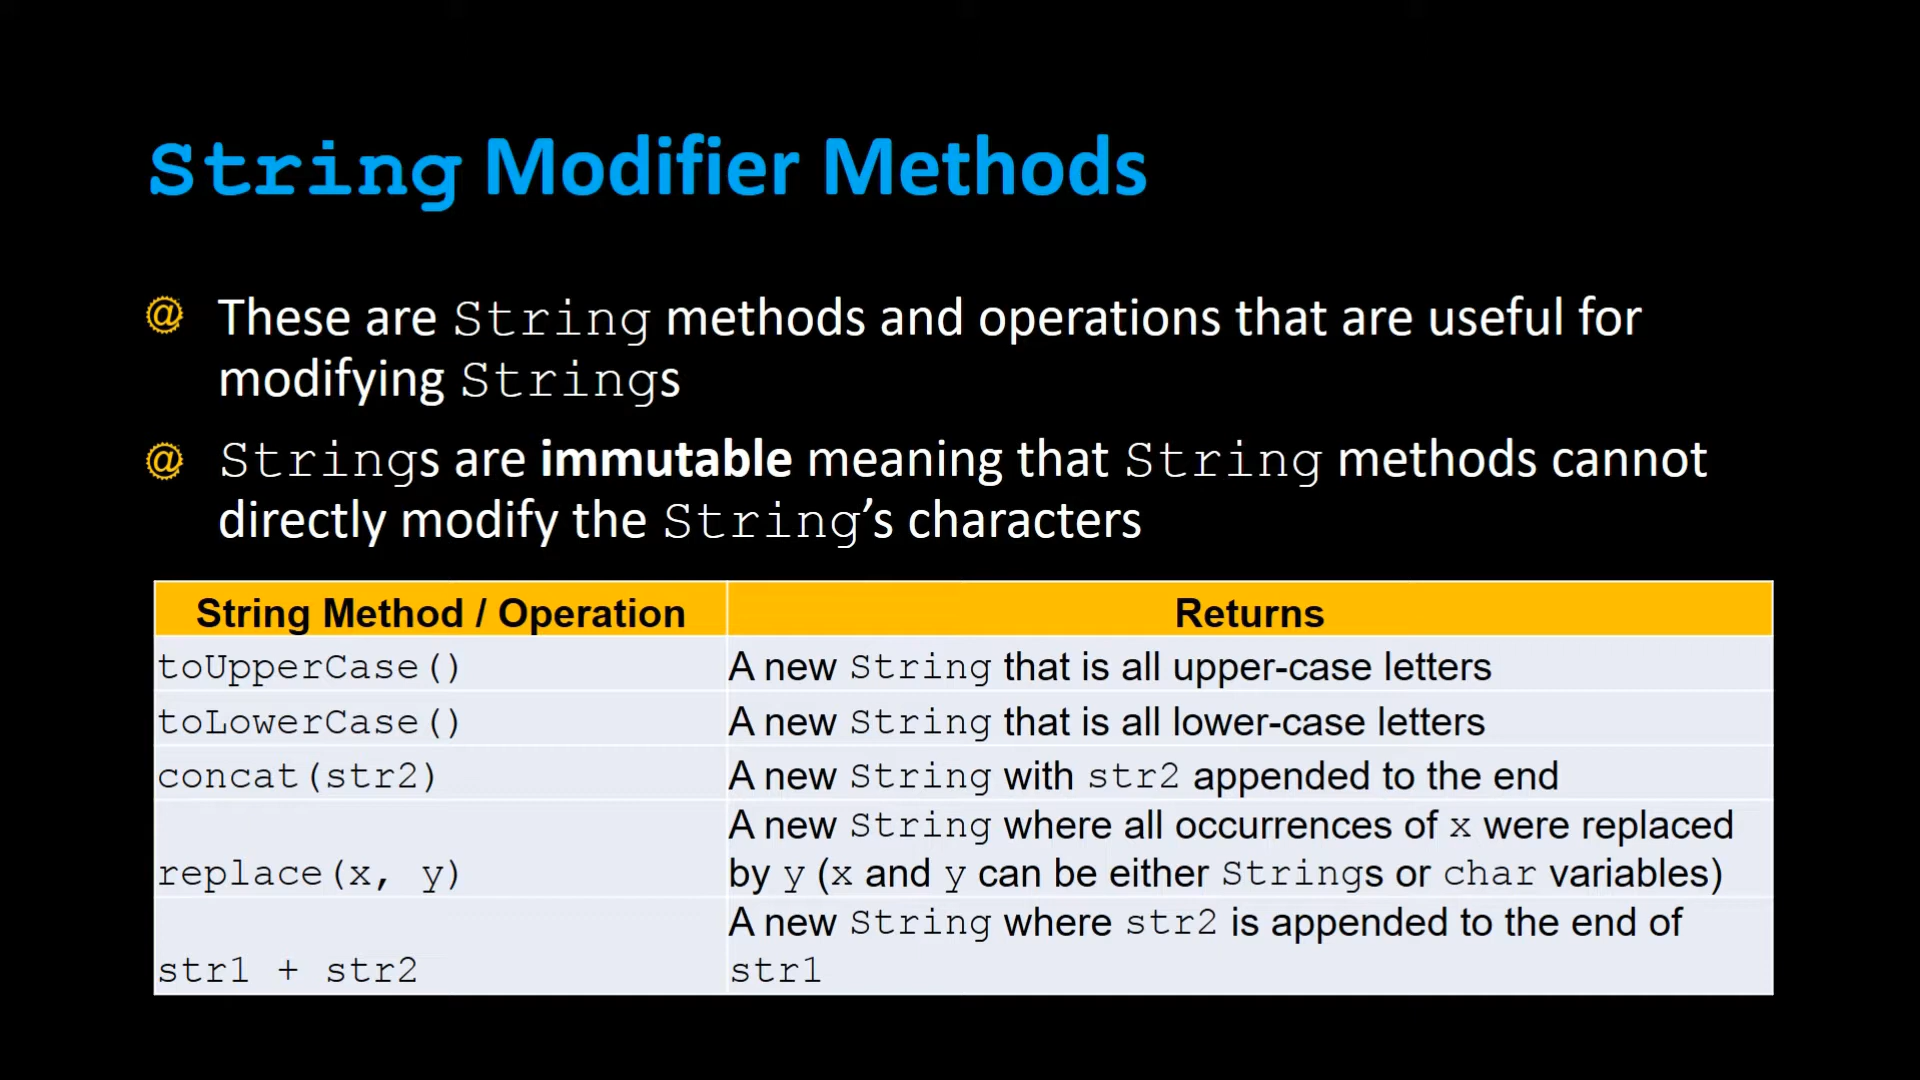 String Modifier Methods
@ These are String methods and operations that are useful for
modifying Strings
@ Strings are immutable meaning that String methods cannot
directly modify the String’s characters
String Method / Operation Returns
toUpperCase() A new String that is all upper-case letters
toLowerCase() A new String that is all lower-case letters
concat(str2) A new String with str2 appended to the end
A new String where all occurrences of x were replaced
replace(x, y) by y (x and y can be either Strings or char variables)
A new String where str2 is appended to the end of
str1 + str2 str1